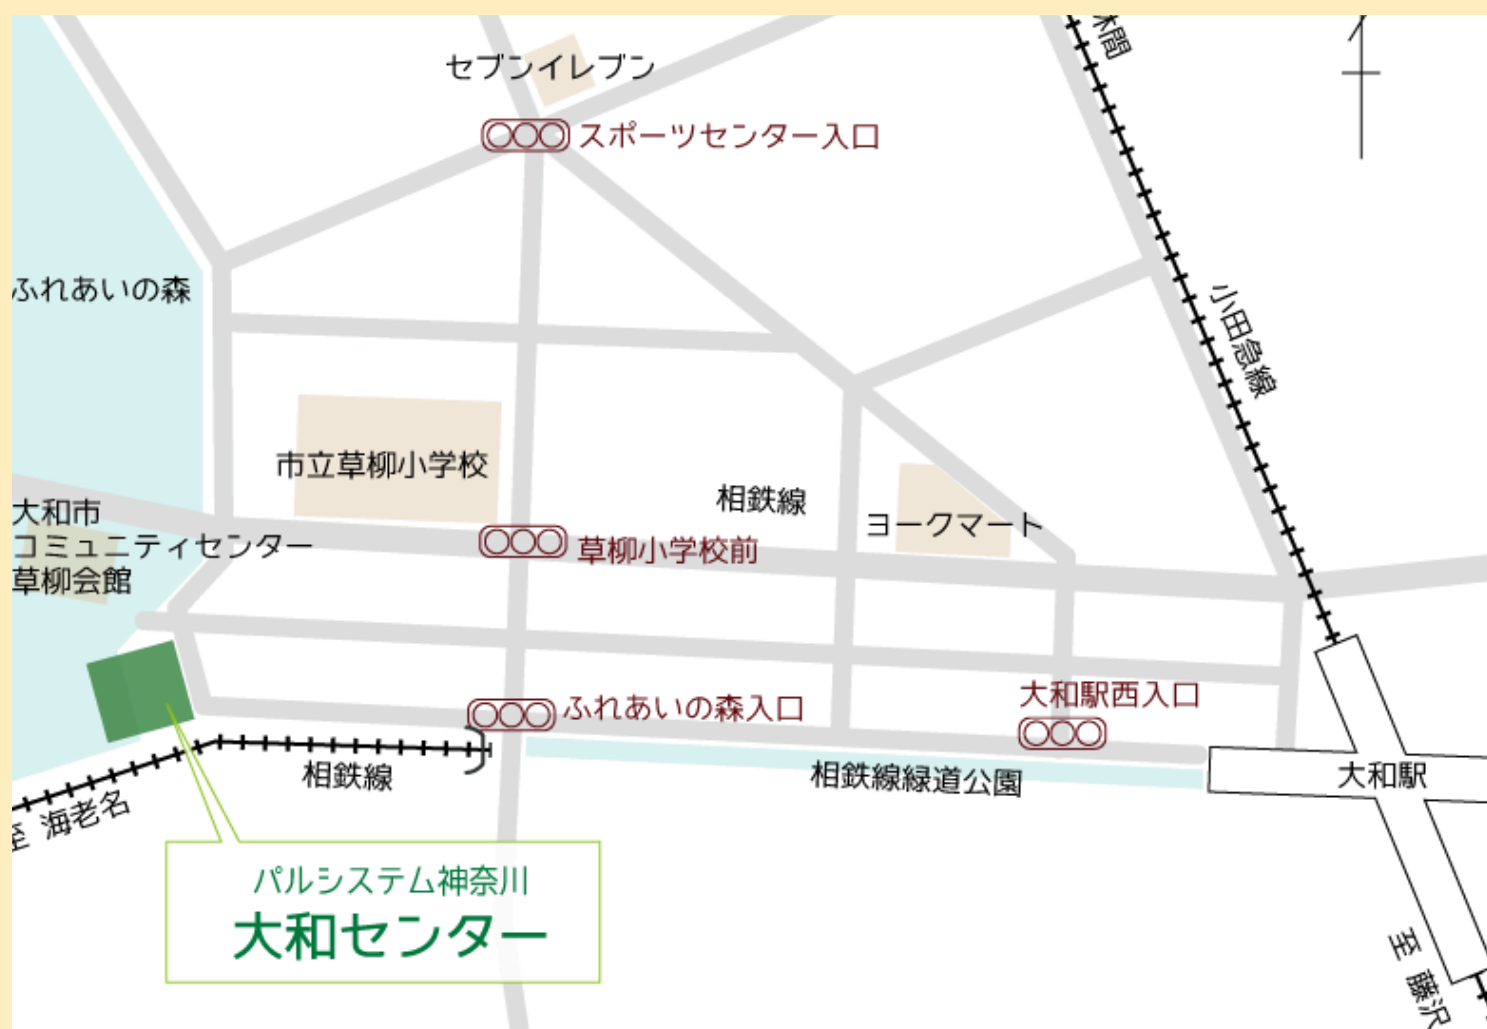 セブンイレブン
休間
スポーツセンター入口
ふれあいの森
小田急線
市立草柳小学校
相鉄線
ヨークマート
大和市
コミュニティセンター
草柳会館
草柳小学校前
ふれあいの森入口
大和駅西入口
相鉄線
相鉄線緑道公園
大和駅
至 海老名
パルシステム神奈川
大和センター
至 藤沢